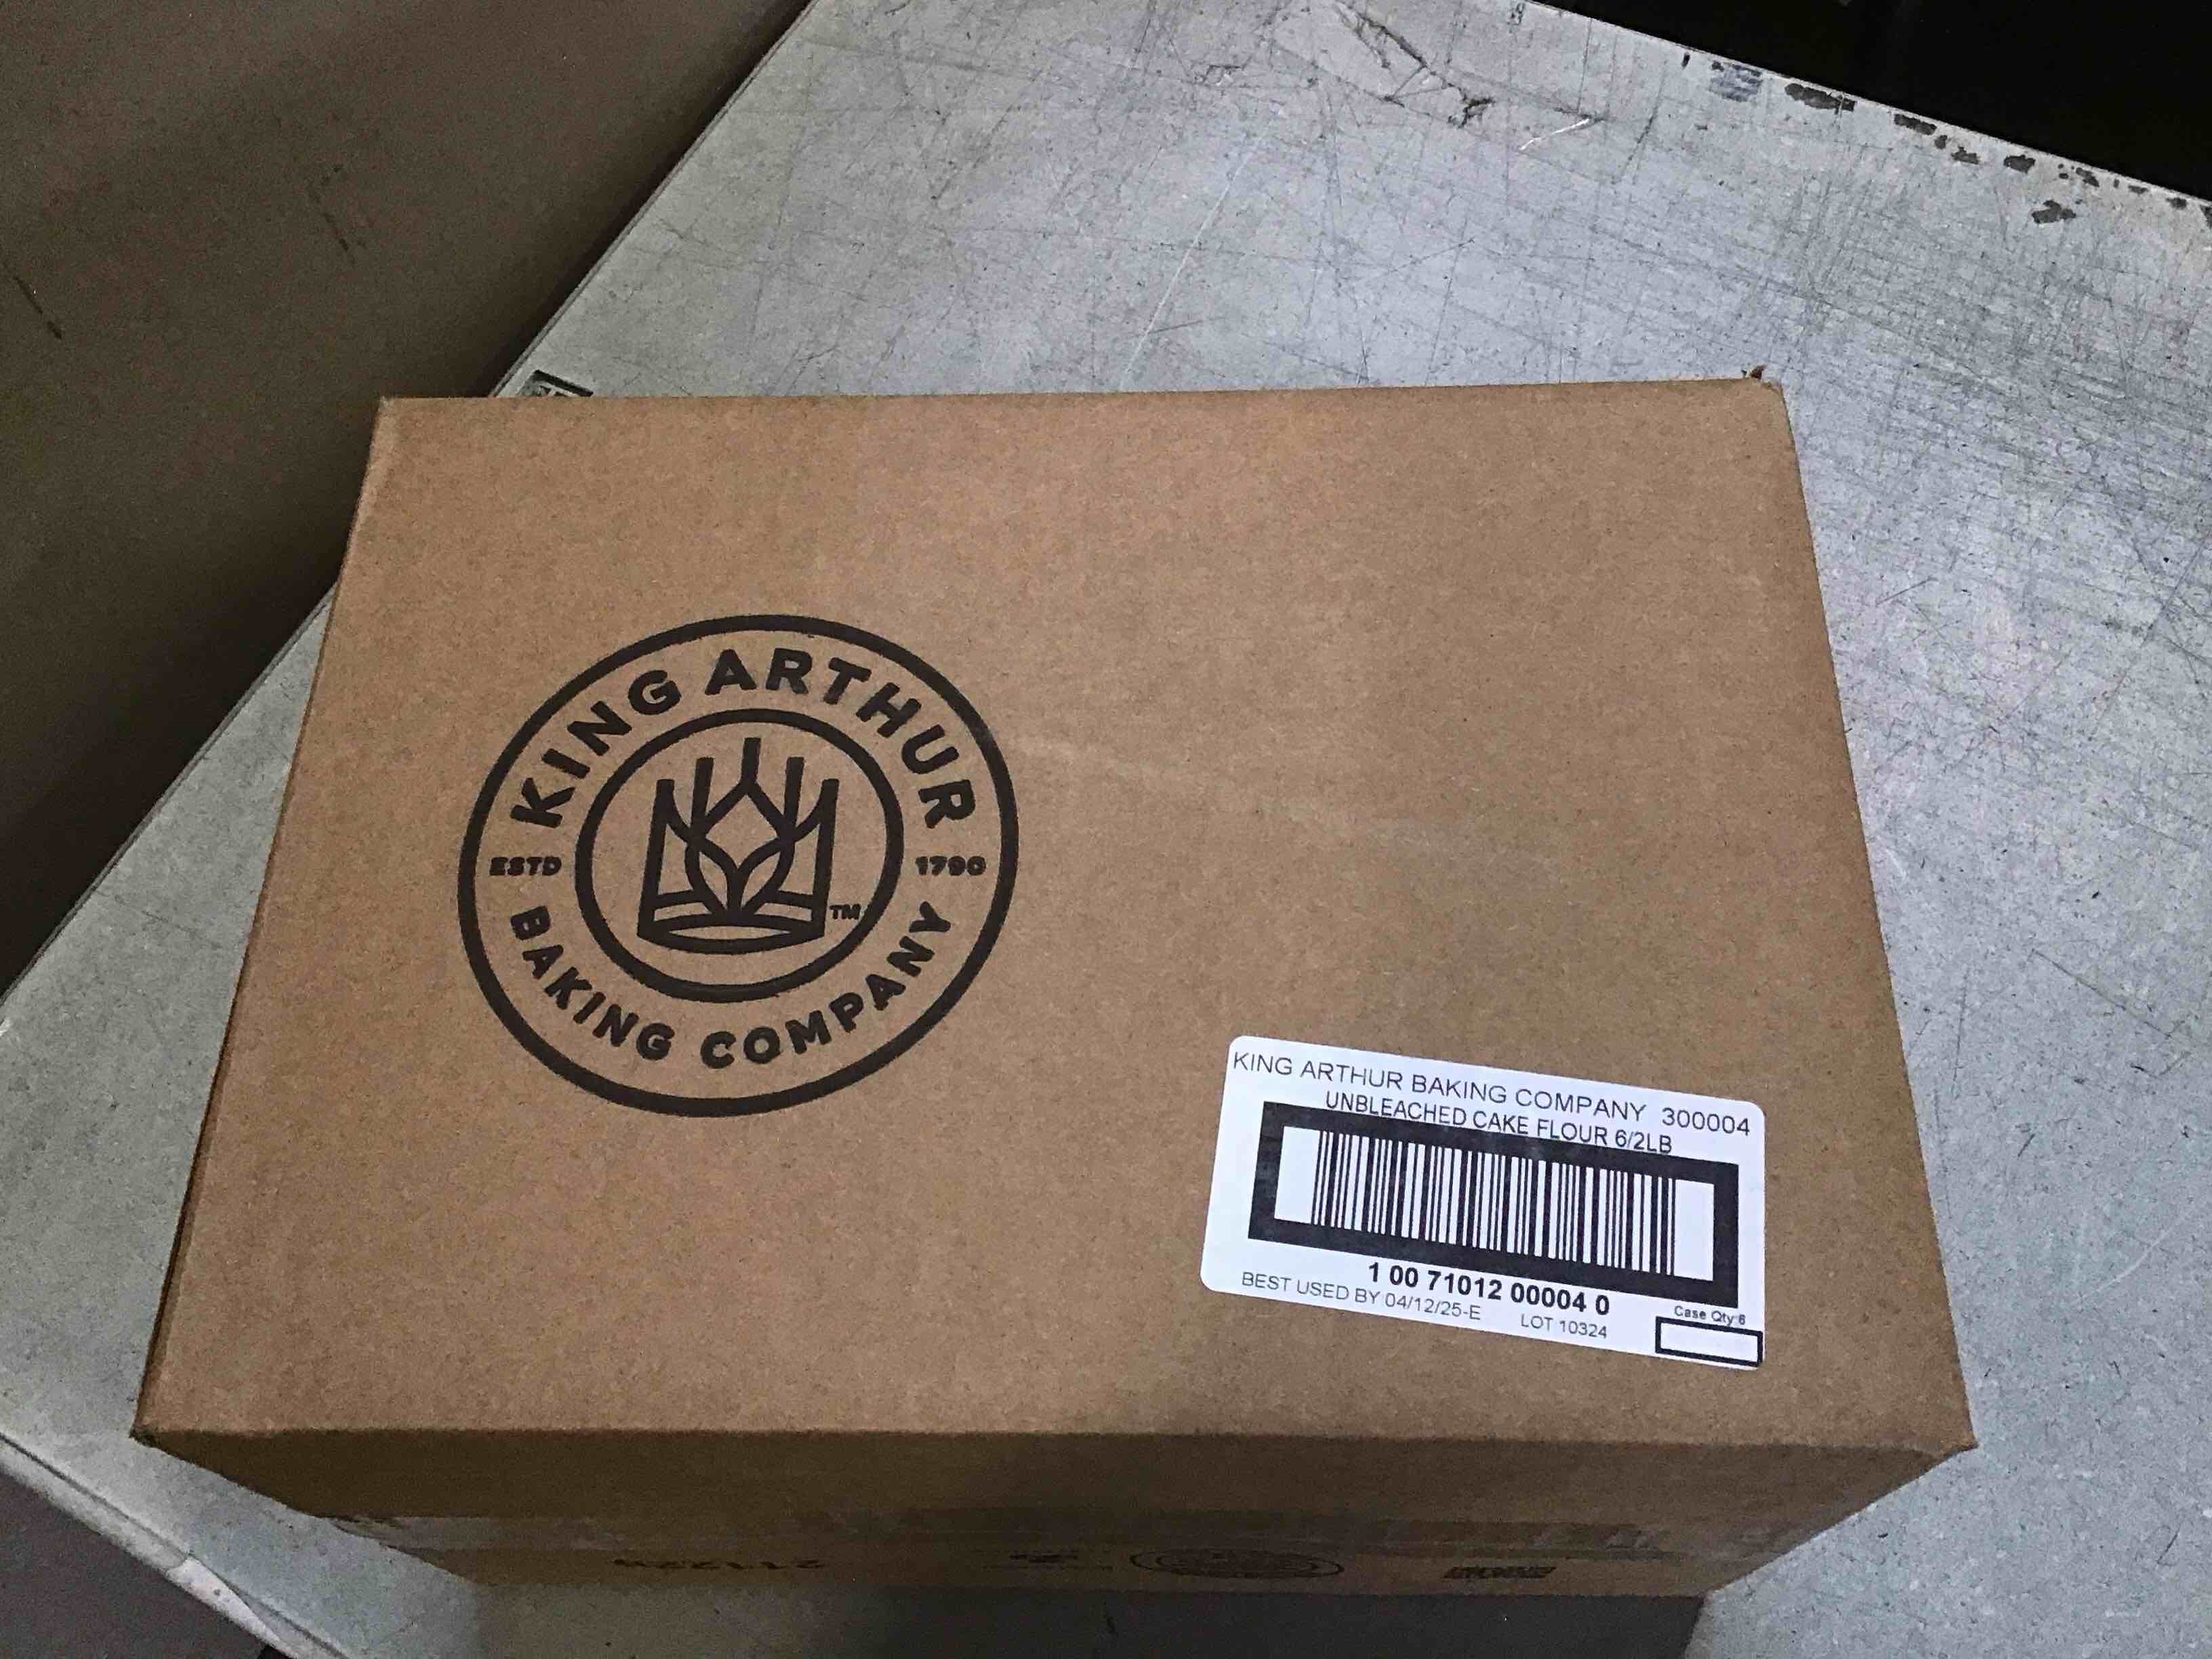 KING ARTHUR
ESTD 1790
TM
BAKING COMPANY
KING ARTHUR BAKING COMPANY 300004
UNBLEACHED CAKE FLOUR 6/2LB
1 00 71012 00004 0
BEST USED BY 04/12/25-E LOT 10324
Case Qty:6